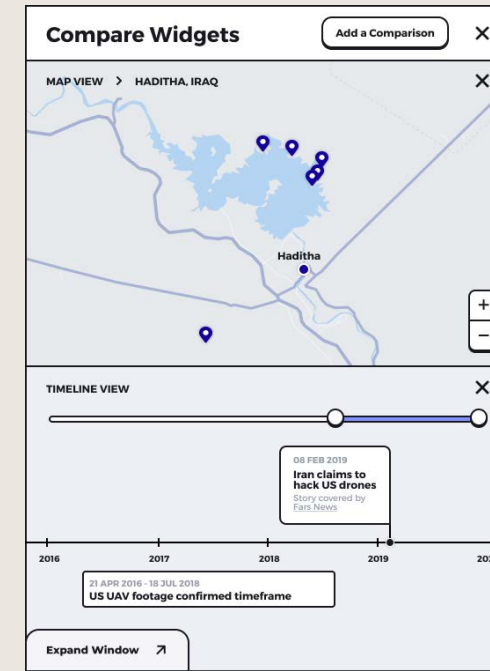 Compare Widgets
Add a Comparison
MAP VIEW > HADITHA, IRAQ
Haditha
+
−
TIMELINE VIEW
08 FEB 2019
Iran claims to
hack US drones
Story covered by
Fars News
2016 2017 2018 2019
21 APR 2016 - 18 JUL 2018
US UAV footage confirmed timeframe
Expand Window